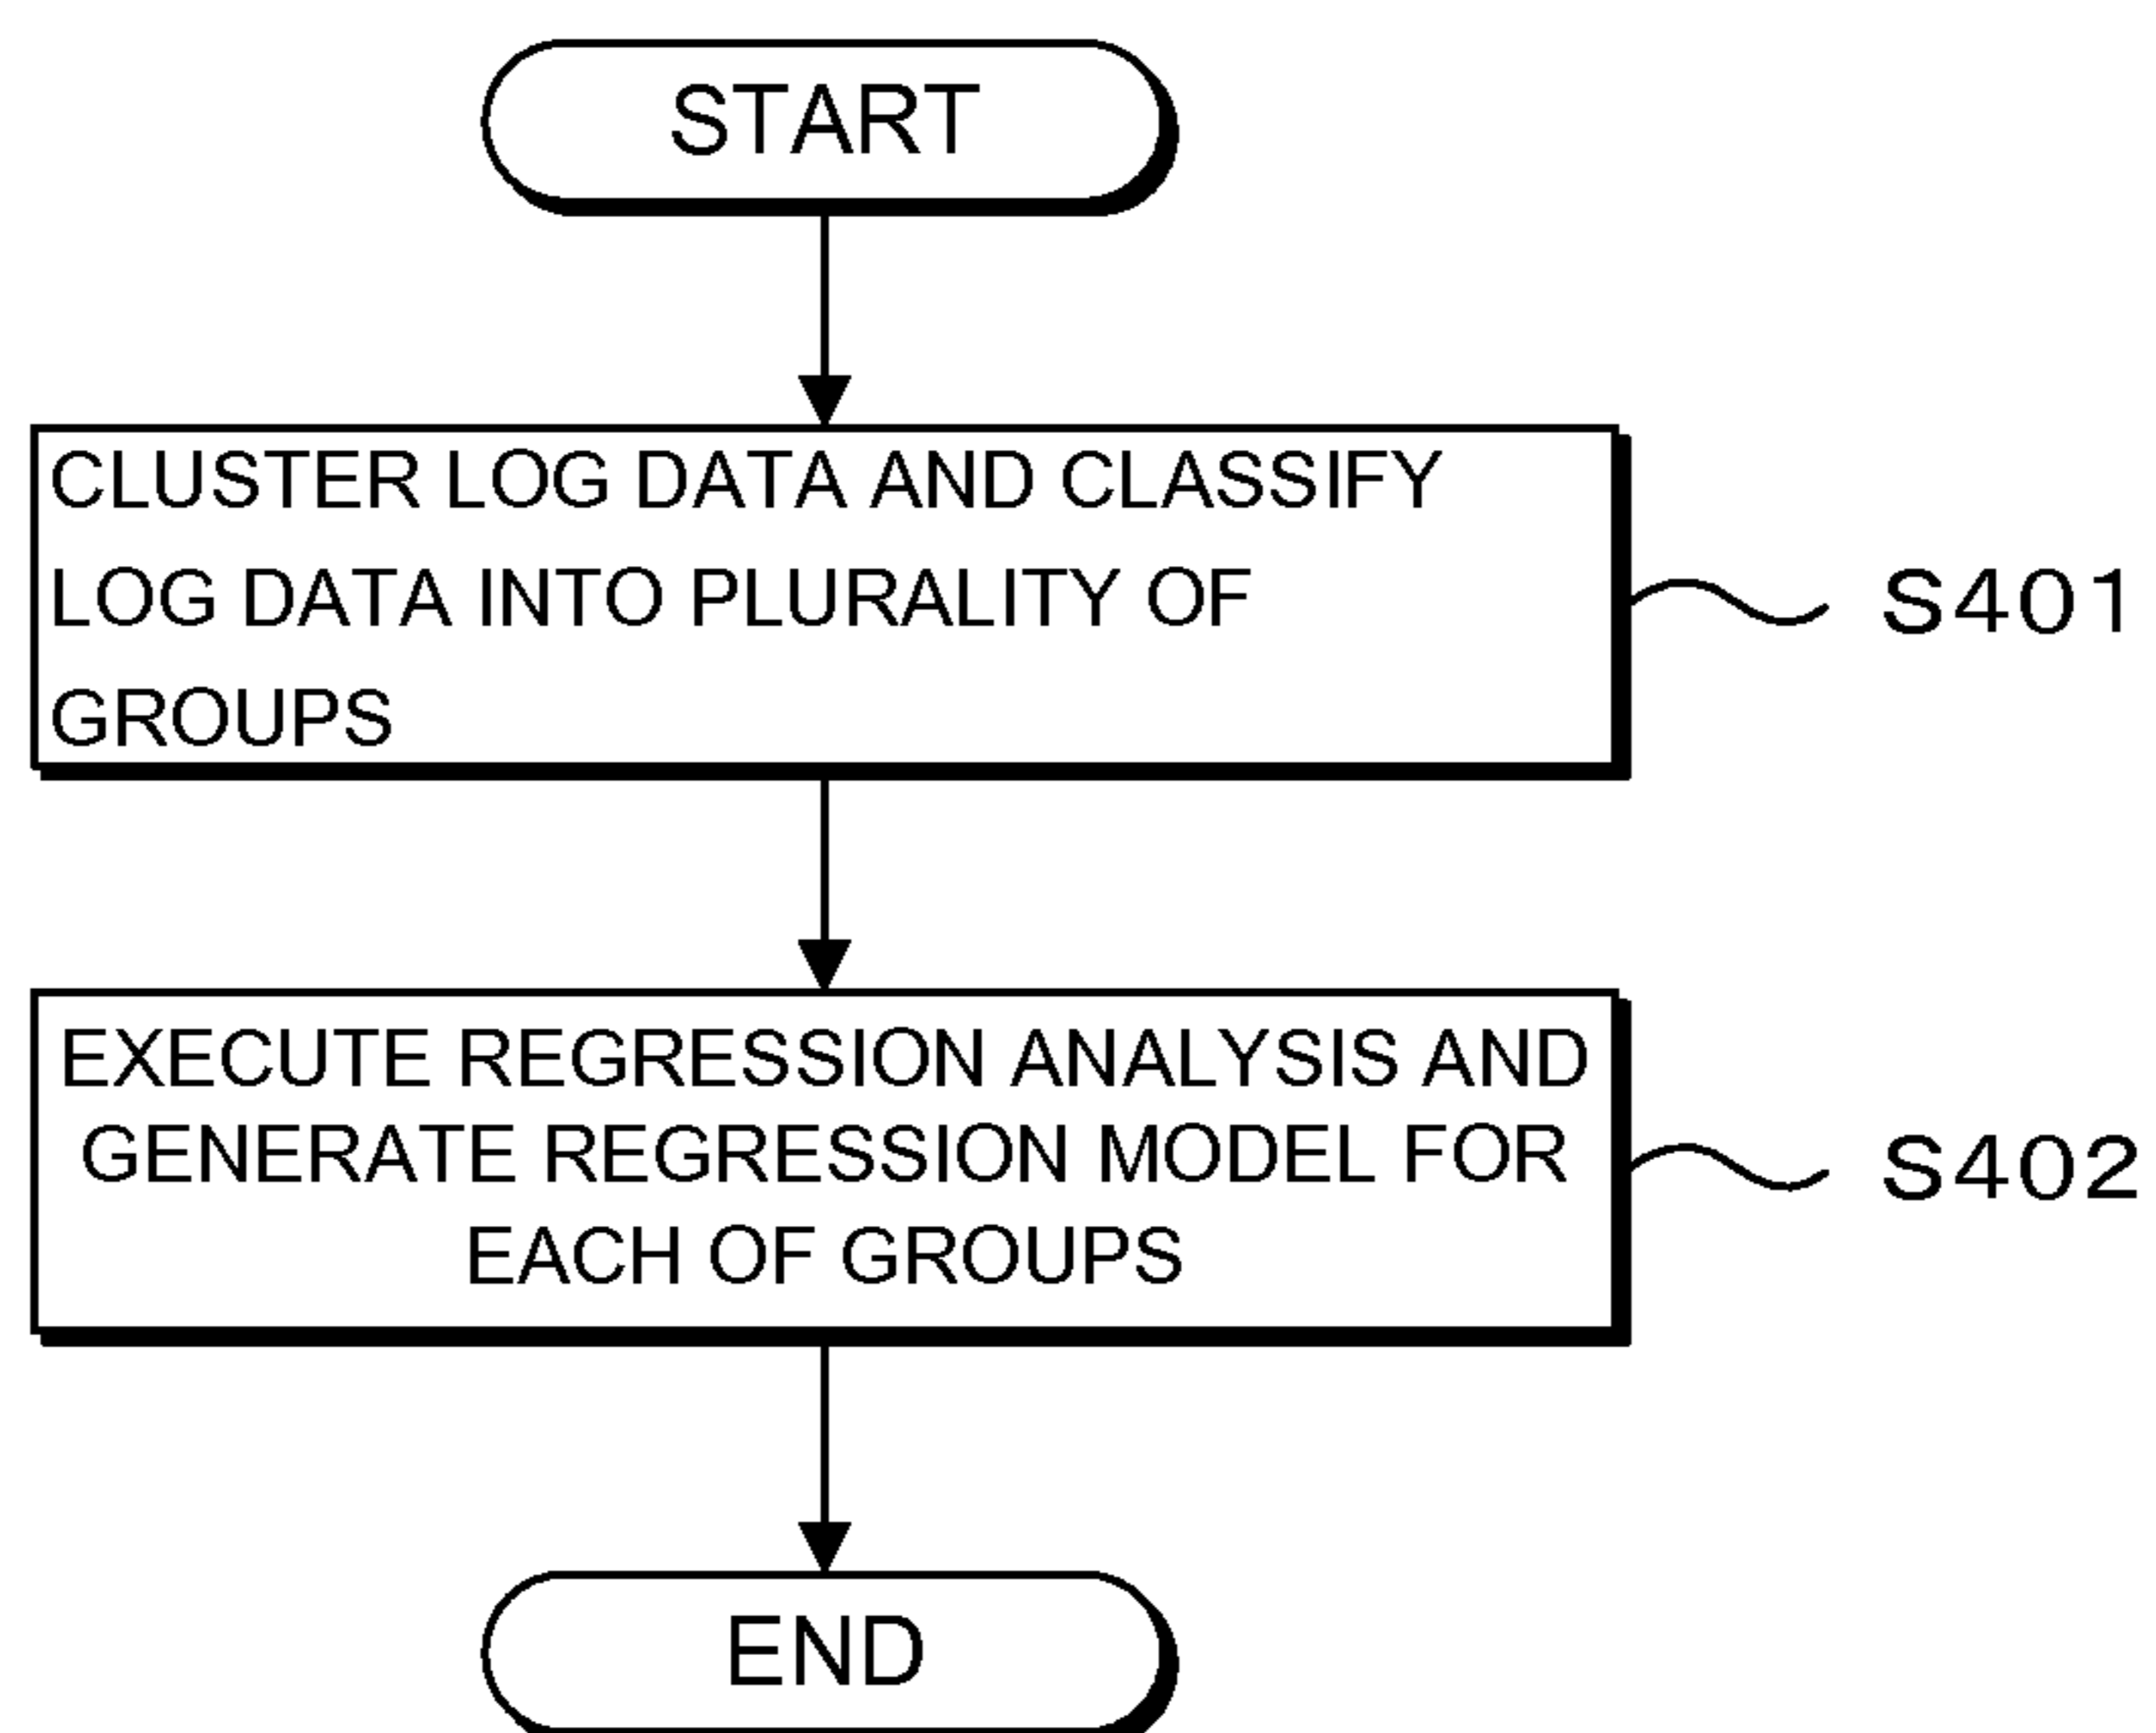 START
CLUSTER LOG DATA AND CLASSIFY
LOG DATA INTO PLURALITY OF
GROUPS
S401
EXECUTE REGRESSION ANALYSIS AND
GENERATE REGRESSION MODEL FOR
EACH OF GROUPS
S402
END